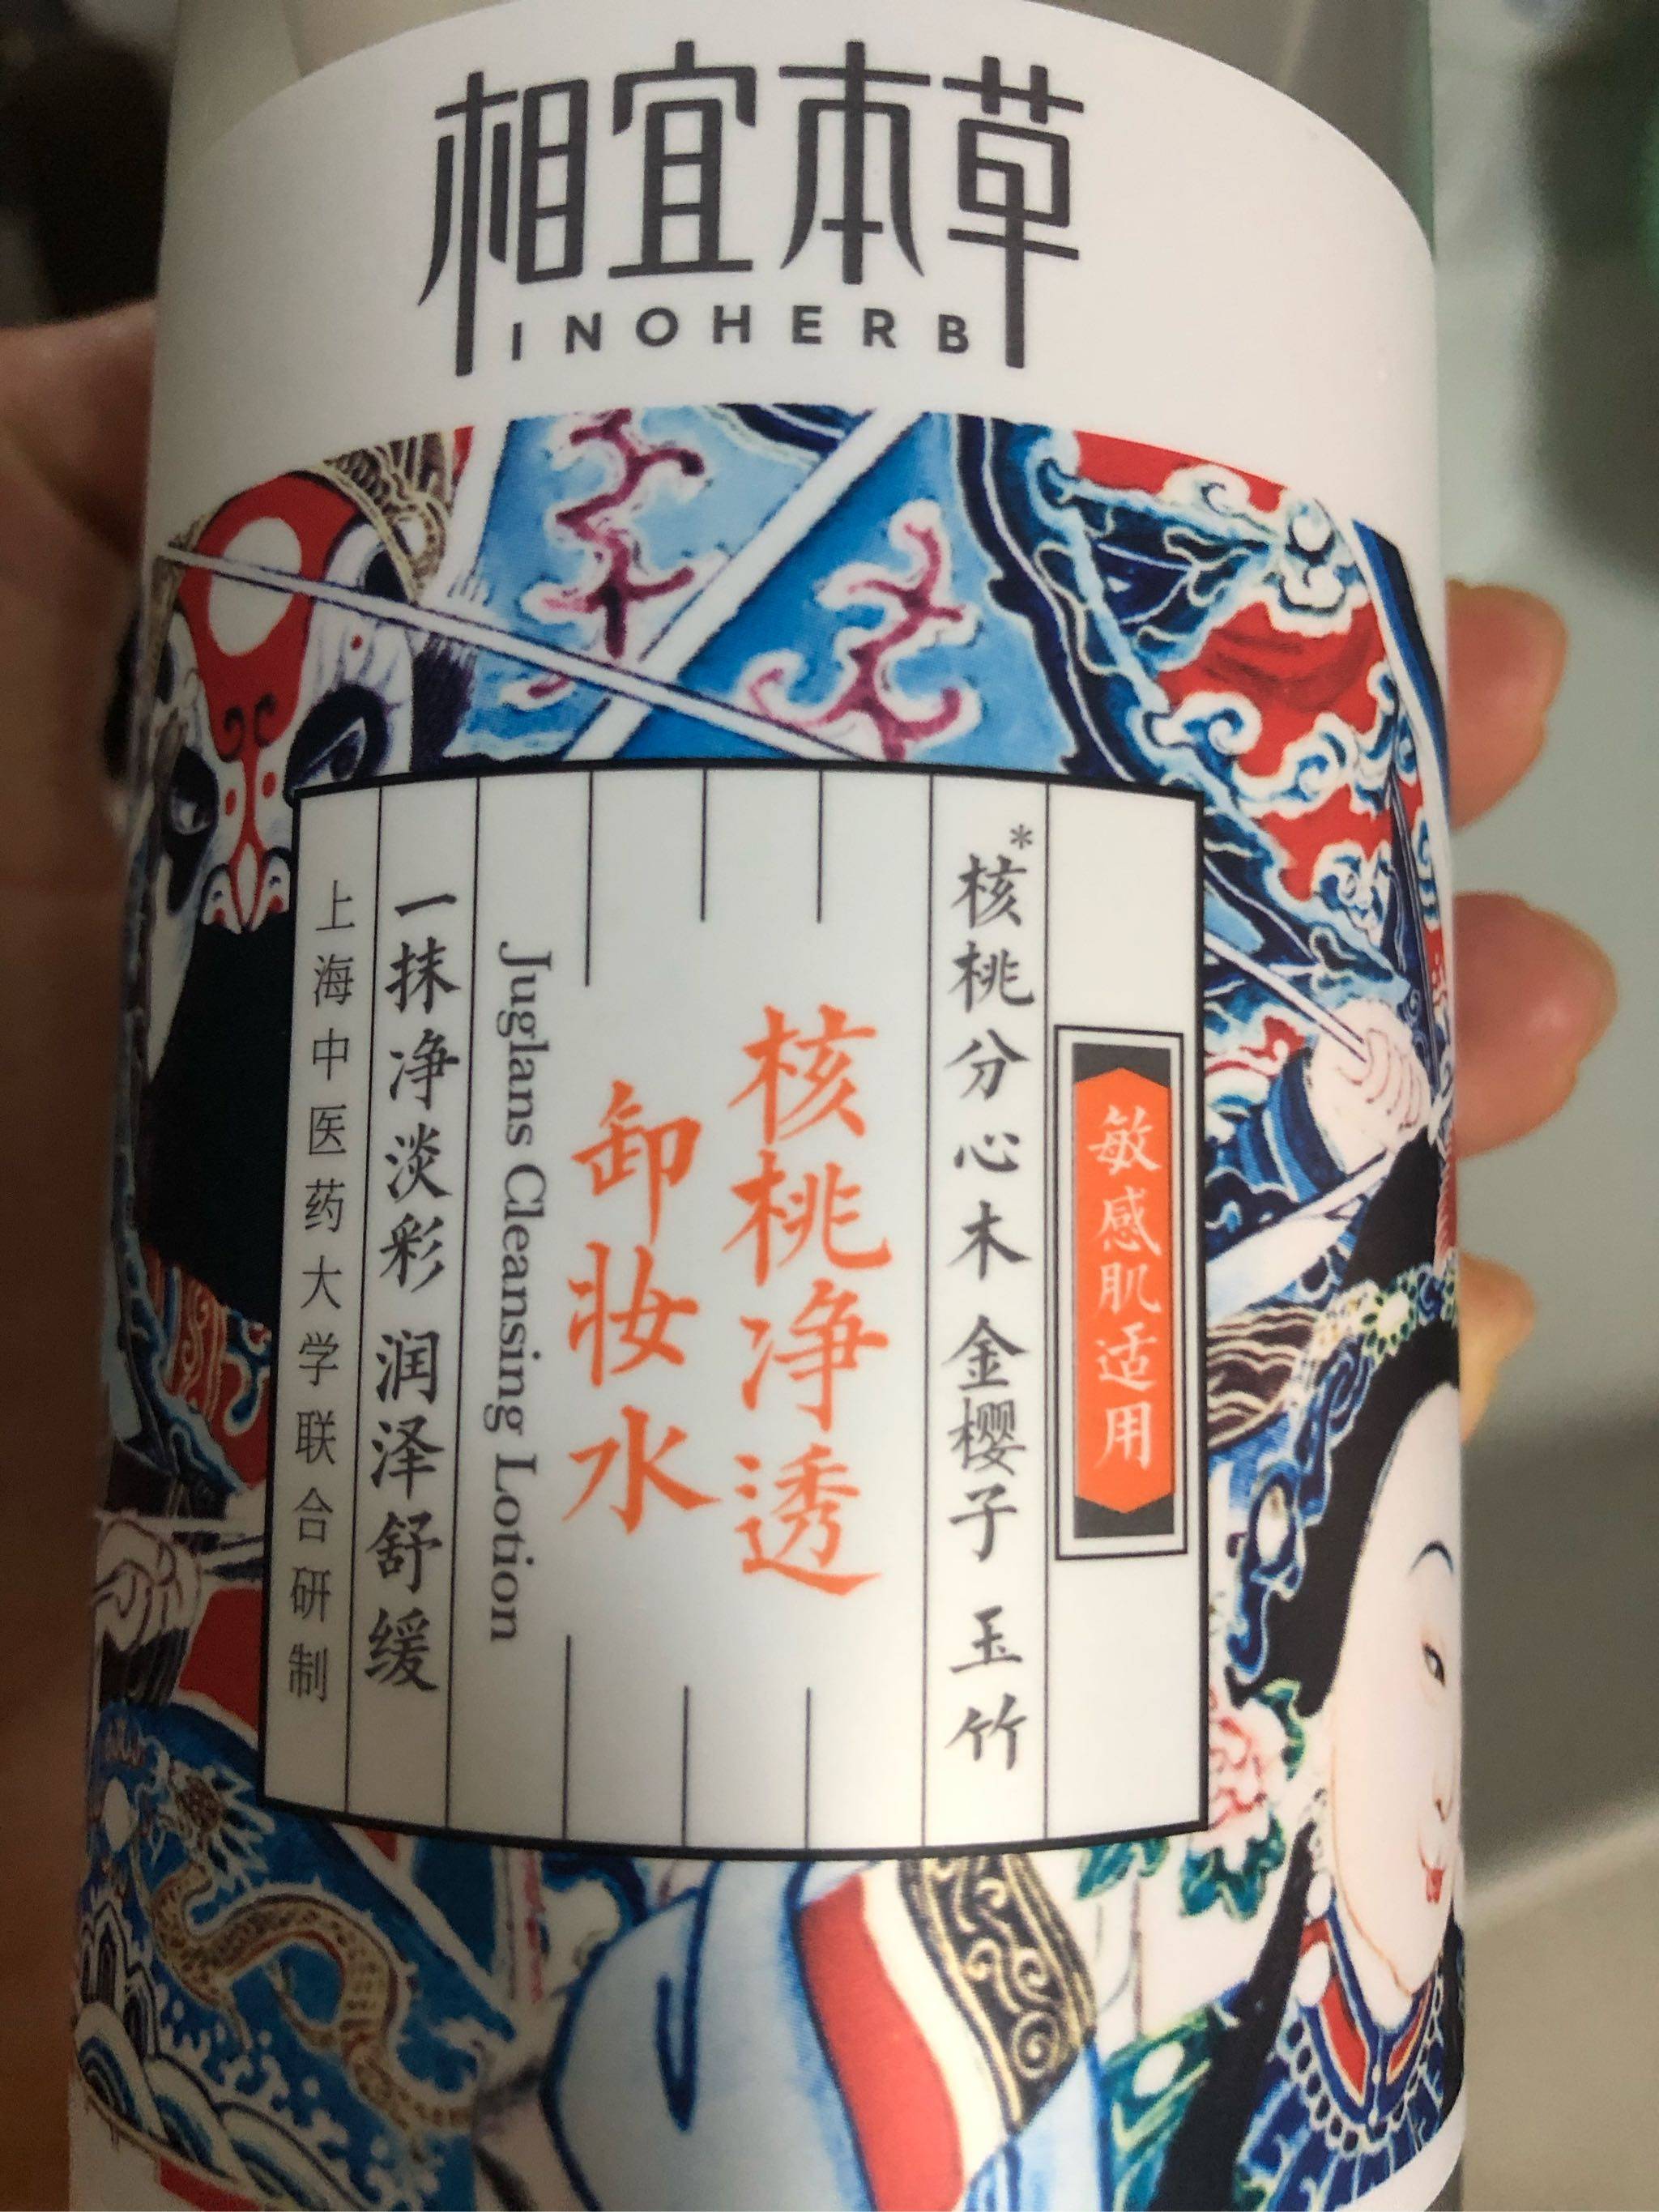 相宜本草
INOHERB
敏感肌适用
*核桃分心木 金樱子 玉竹
核桃净透
卸妆水
Juglans Cleansing Lotion
一抹净淡彩 润泽舒缓
上海中医药大学联合研制